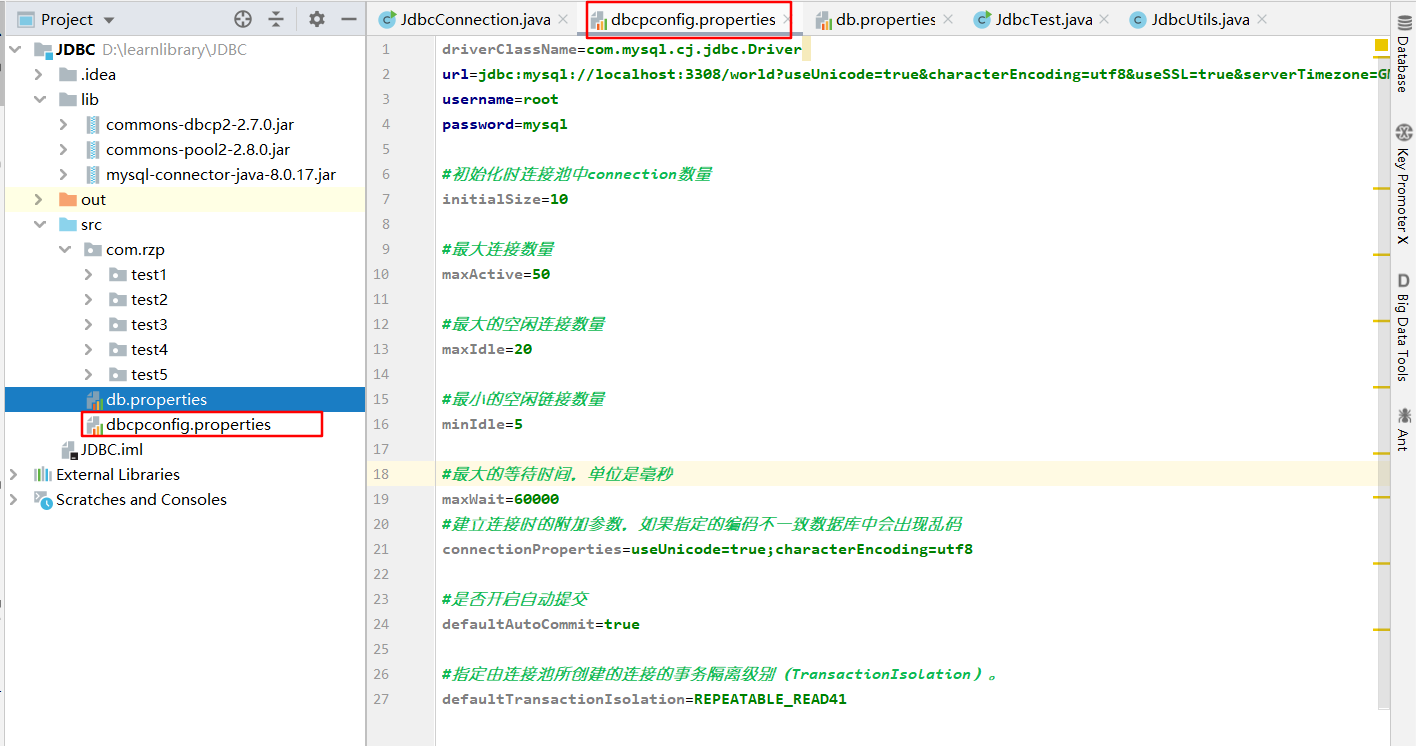 Project
JDBC D:\learnlibrary\JDBC
.idea
lib
commons-dbcp2-2.7.0.jar
commons-pool2-2.8.0.jar
mysql-connector-java-8.0.17.jar
out
src
com.rzp
test1
test2
test3
test4
test5
db.properties
dbcpconfig.properties
JDBC.iml
External Libraries
Scratches and Consoles
JdbcConnection.java
dbcpconfig.properties
db.properties
JdbcTest.java
JdbcUtils.java
1 driverClassName=com.mysql.cj.jdbc.Driver
2 url=jdbc:mysql://localhost:3308/world?useUnicode=true&characterEncoding=utf8&useSSL=true&serverTimezone=G
3 username=root
4 password=mysql
5
6 #初始化时连接池中connection数量
7 initialSize=10
8
9 #最大连接数量
10 maxActive=50
11
12 #最大的空闲连接数量
13 maxIdle=20
14
15 #最小的空闲链接数量
16 minIdle=5
17
18 #最大的等待时间，单位是毫秒
19 maxWait=60000
20 #建立连接时的附加参数，如果指定的编码不一致数据库中会出现乱码
21 connectionProperties=useUnicode=true;characterEncoding=utf8
22
23 #是否开启自动提交
24 defaultAutoCommit=true
25
26 #指定由连接池所创建的连接的事务隔离级别（TransactionIsolation）。
27 defaultTransactionIsolation=REPEATABLE_READ41
Database
Key Promoter X
D
Big Data Tools
Ant